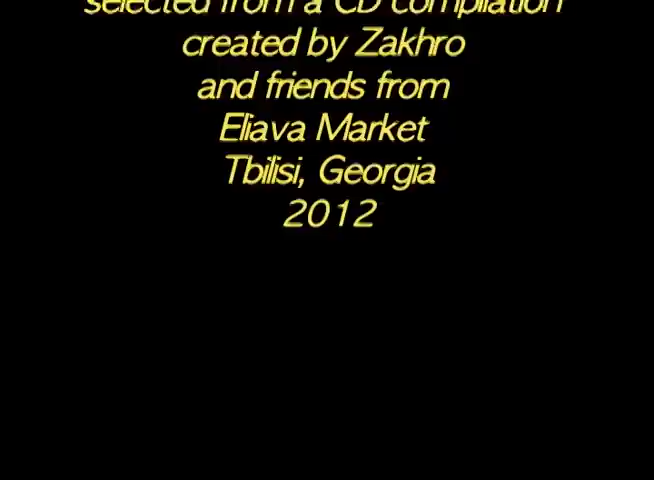 selected from a CD compilation
created by Zakhro
and friends from
Eliava Market
Tbilisi, Georgia
2012